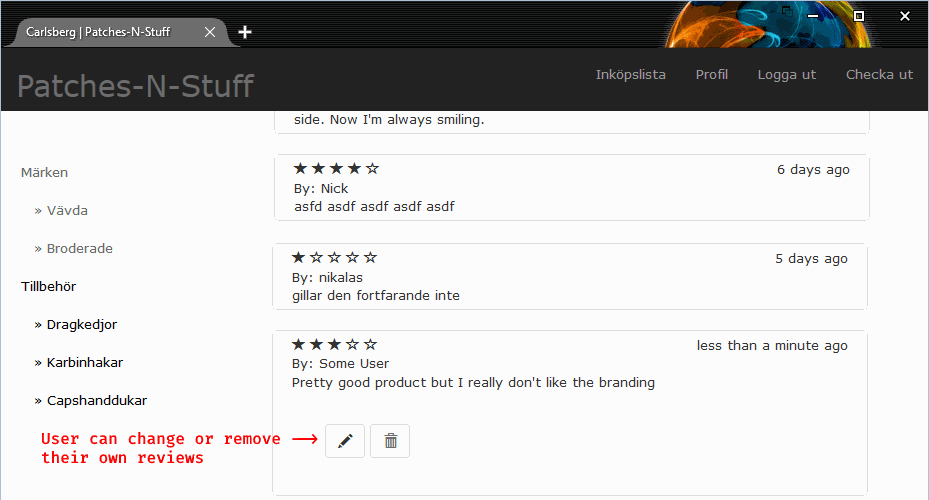 Carlsberg | Patches-N-Stuff
Patches-N-Stuff
Inköpslista Profil Logga ut Checka ut
side. Now I'm always smiling.
Märken
» Vävda
» Broderade
Tillbehör
» Dragkedjor
» Karbinhakar
» Capshanddukar
★★★★☆ 6 days ago
By: Nick
asfd asdf asdf asdf asdf
★☆☆☆☆ 5 days ago
By: nikalas
gillar den fortfarande inte
★★★☆☆ less than a minute ago
By: Some User
Pretty good product but I really don't like the branding
User can change or remove -->
their own reviews